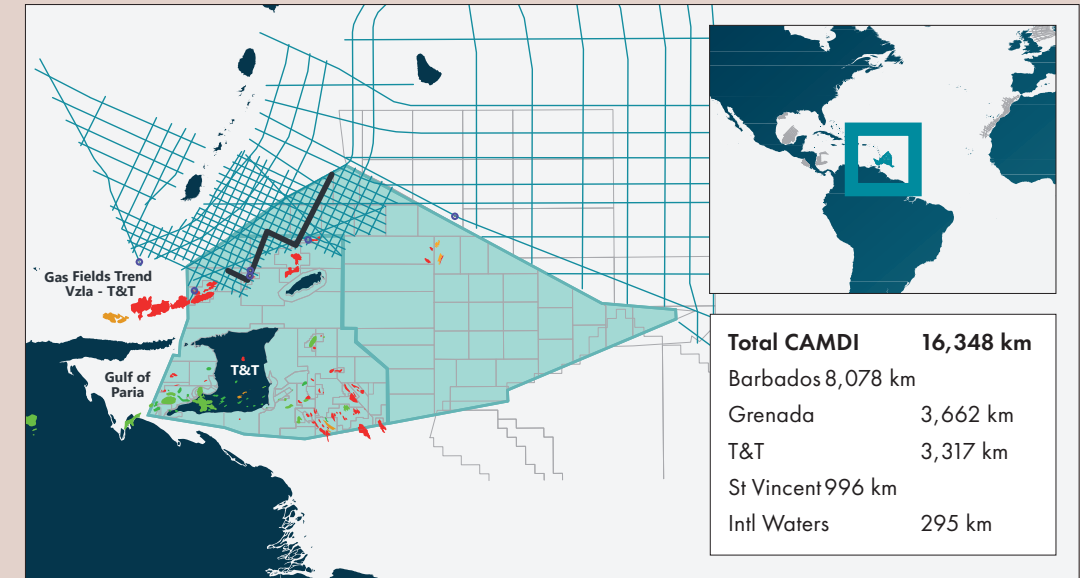 Gas Fields Trend
Vzla - T&T
Gulf of
Paria
T&T
Total CAMDI 16,348 km
Barbados 8,078 km
Grenada 3,662 km
T&T 3,317 km
St Vincent 996 km
Intl Waters 295 km